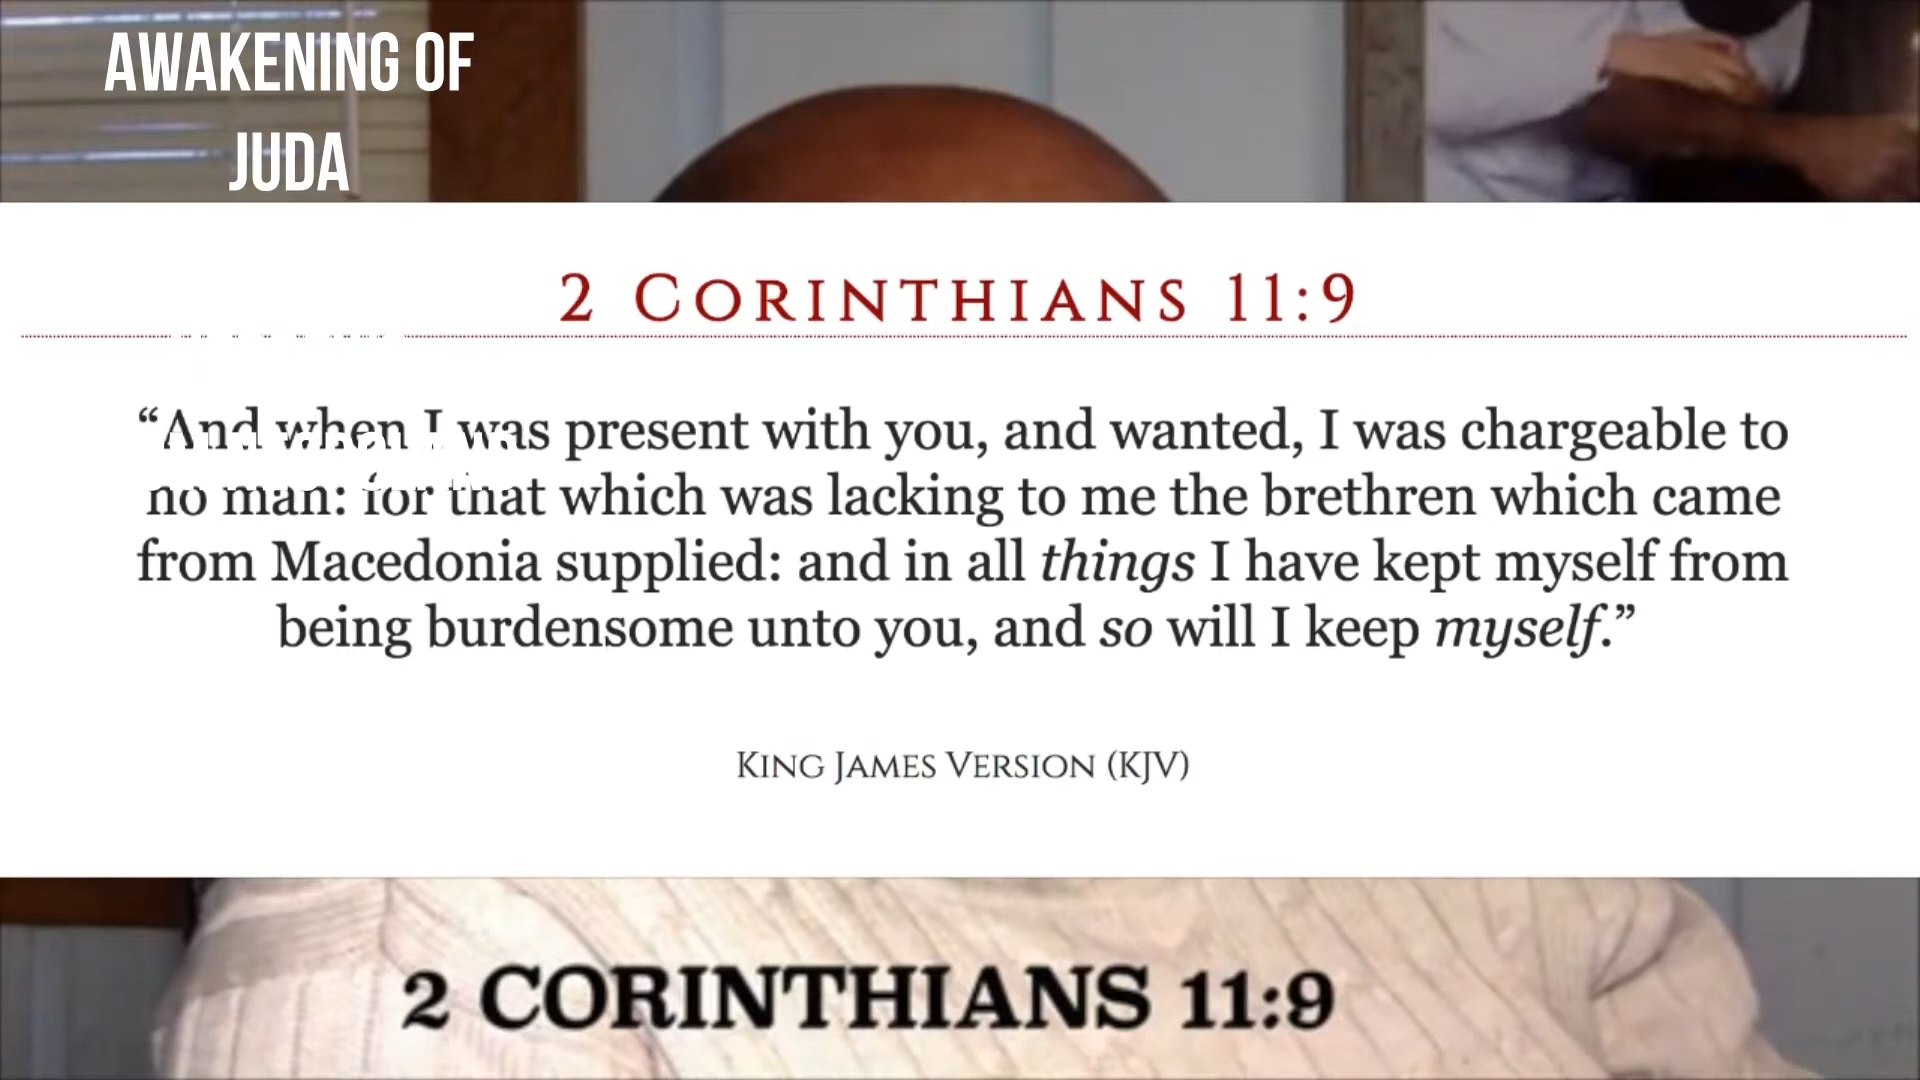 AWAKENING OF
JUDA
2 CORINTHIANS 11:9
“And when I was present with you, and wanted, I was chargeable to
no man: for that which was lacking to me the brethren which came
from Macedonia supplied: and in all things I have kept myself from
being burdensome unto you, and so will I keep myself.”
KING JAMES VERSION (KJV)
2 CORINTHIANS 11:9